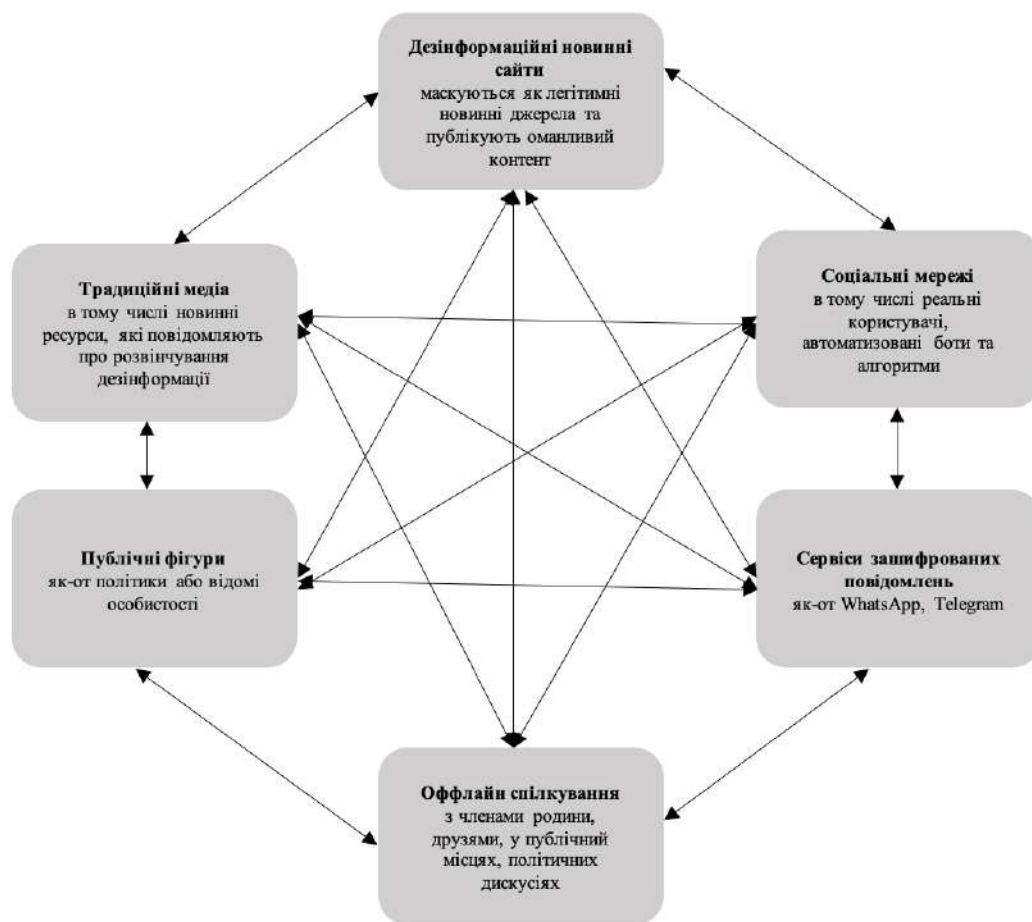 Дезінформаційні новинні
сайти
маскуються як легітимні
новинні джерела та
публікують оманливий
контент
Традиційні медіа
в тому числі новинні
ресурси, які повідомляють
про розвінчування
дезінформації
Соціальні мережі
в тому числі реальні
користувачі,
автоматизовані боти та
алгоритми
Публічні фігури
як-от політики або відомі
особистості
Сервіси зашифрованих
повідомлень
як-от WhatsApp, Telegram
Оффлайн спілкування
з членами родини,
друзями, у публічний
місцях, політичних
дискусіях